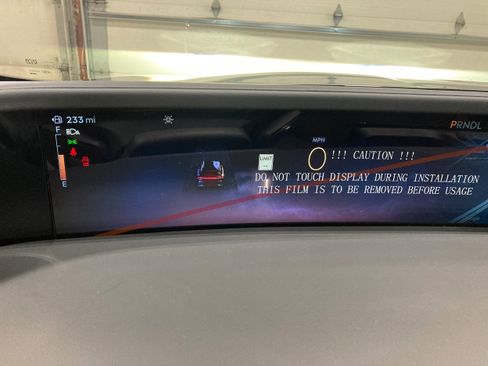 233 mi
PRNDL
F
MPH
!!! CAUTION !!!
LIMIT
DO NOT TOUCH DISPLAY DURING INSTALLATION
THIS FILM IS TO BE REMOVED BEFORE USAGE
E